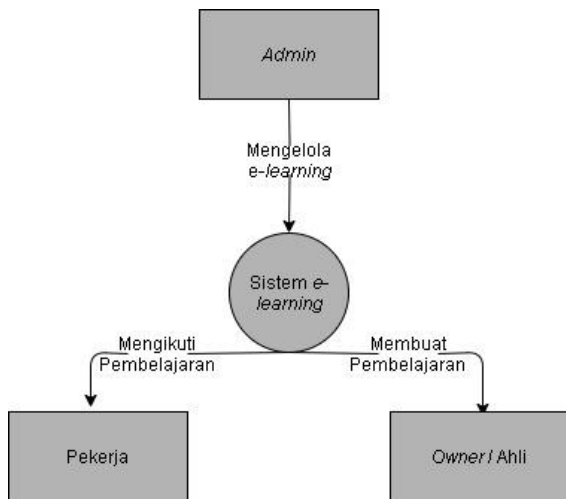 Admin
Mengelola
e-learning
Sistem e-
learning
Mengikuti
Pembelajaran
Membuat
Pembelajaran
Pekerja
Owner / Ahli